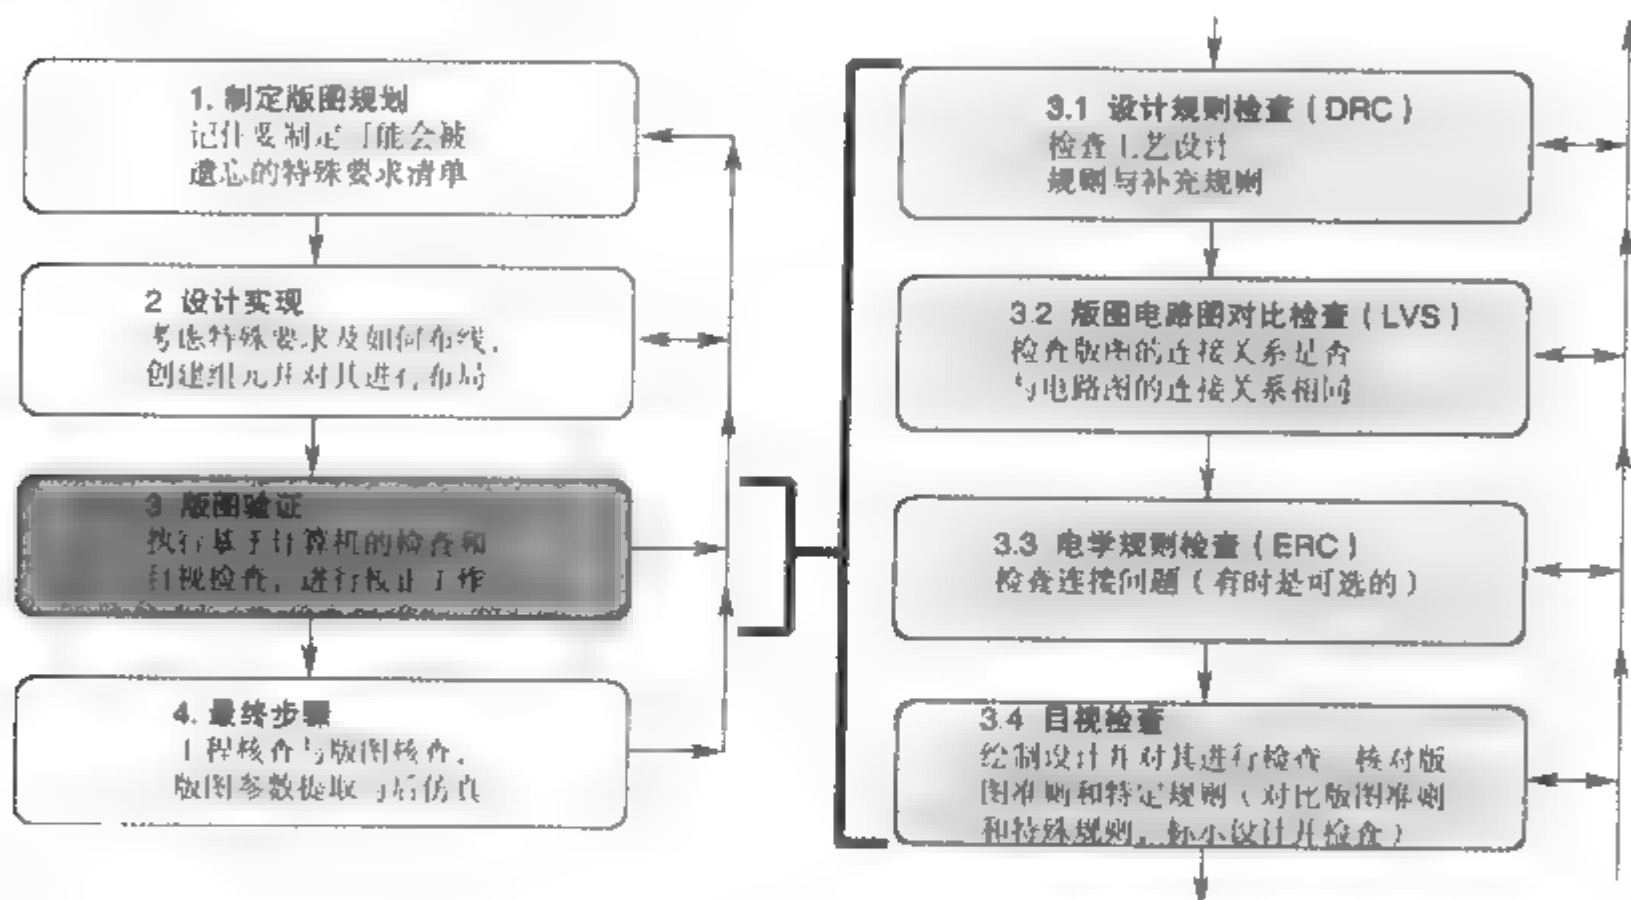 1. 制定版图规划
记住要制定可能会被
遗忘的特殊要求清单
2 设计实现
考虑特殊要求及如何布线,
创建组元并对其进行布局
3 版图验证
执行基于计算机的检查和
目视检查, 进行校正工作
4. 最终步骤
工程核查与版图核查,
版图参数提取与后仿真
3.1 设计规则检查 (DRC)
检查工艺设计
规则与补充规则
3.2 版图电路图对比检查 (LVS)
检查版图的连接关系是否
与电路图的连接关系相同
3.3 电学规则检查 (ERC)
检查连接问题 (有时是可选的)
3.4 目视检查
绘制设计并对其进行检查 核对版
图准则和特定规则 (对比版图准则
和特殊规则, 标示设计并检查)